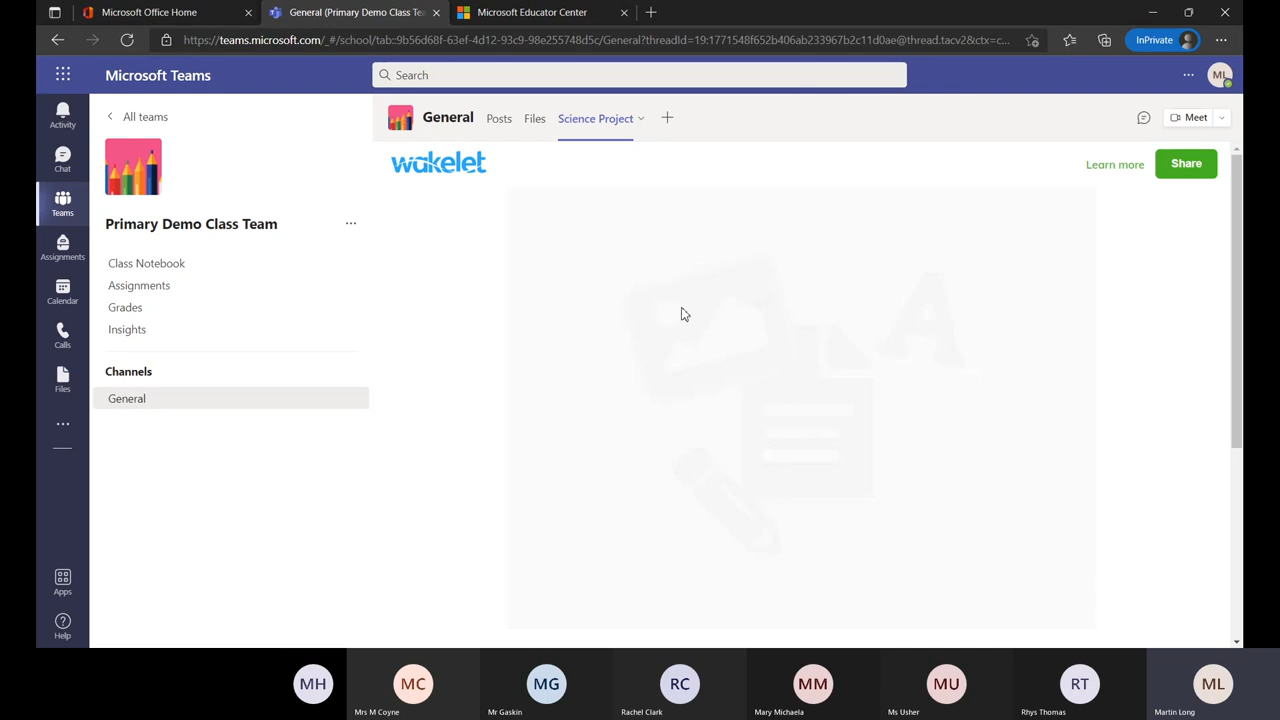 Microsoft Office Home
General (Primary Demo Class Te
Microsoft Educator Center
https://teams.microsoft.com/_#/school/tab::9b56d68f-63ef-4d12-93c9-98e255748d5c/General?threadId=19:1771548f652b406ab233967b2c11d0ae@thread.tacv2&ctx=c...
InPrivate
Microsoft Teams
Search
ML
Activity
Chat
Teams
Assignments
Calendar
Calls
Files
Apps
Help
All teams
Primary Demo Class Team
Class Notebook
Assignments
Grades
Insights
Channels
General
General Posts Files Science Project
Meet
wakelet
Learn more
Share
A
MH
MC
MG
RC
MM
MU
RT
ML
Mrs M Coyne
Mr Gaskin
Rachel Clark
Mary Michaela
Ms Usher
Rhys Thomas
Martin Long